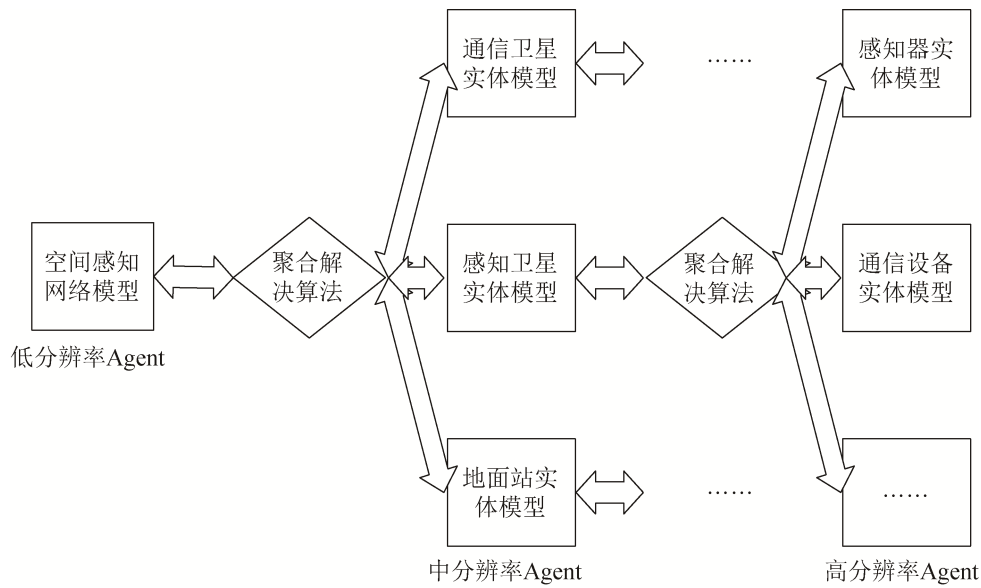 通信卫星
实体模型
……
感知器实
体模型
空间感知
网络模型
聚合解
决算法
感知卫星
实体模型
聚合解
决算法
通信设备
实体模型
低分辨率Agent
地面站实
体模型
……
……
中分辨率Agent
高分辨率Agent